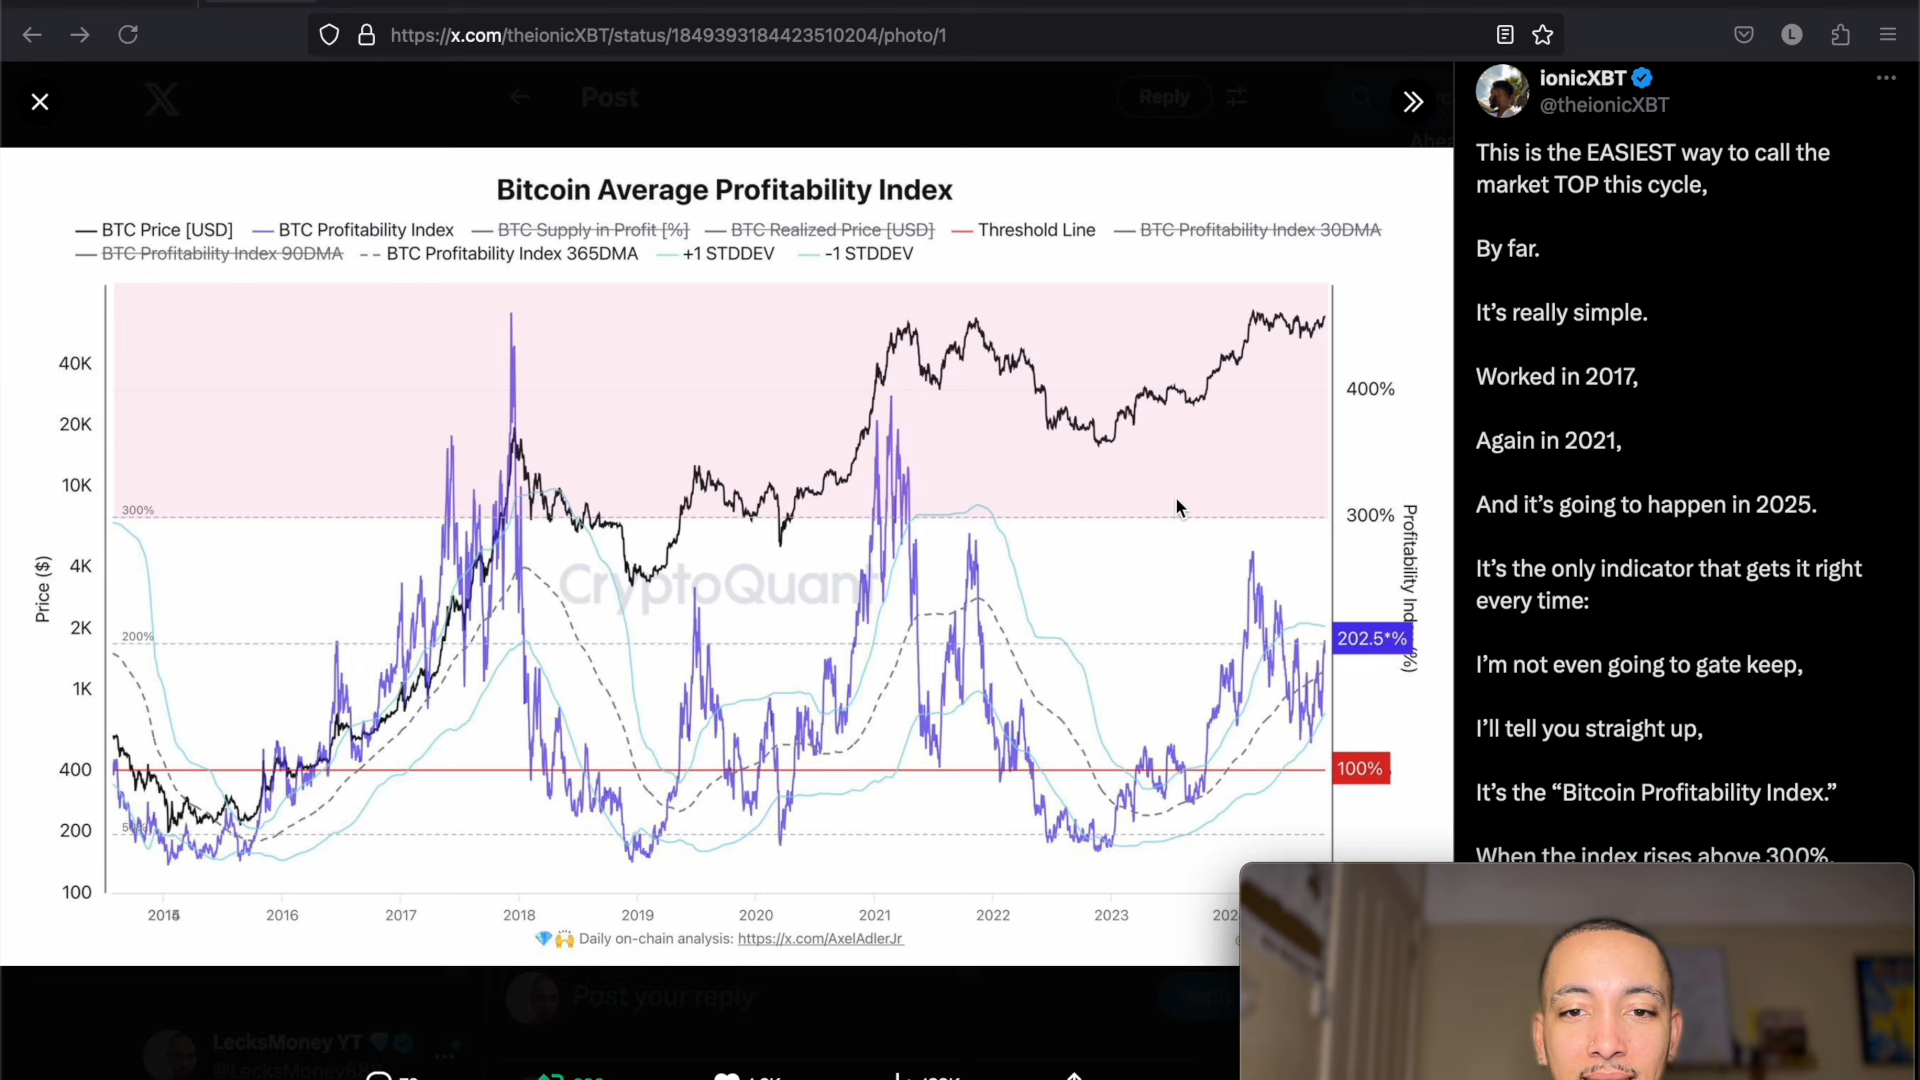 https://x.com/theionicXBT/status/1849393184423510204/photo/1
L
Post
Reply
Bitcoin Average Profitability Index
BTC Price [USD] BTC Profitability Index BTC Supply in Profit [%] BTC Realized Price [USD] Threshold Line BTC Profitability Index 30DMA
BTC Profitability Index 90DMA BTC Profitability Index 365DMA +1 STDDEV -1 STDDEV
40K
20K
10K
4K
2K
1K
400
200
100
Price ($)
300%
200%
50%
CryptoQuant
400%
300%
202.5*%
100%
2016
2017
2018
2019
2020
2021
2022
2023
💎🙌 Daily on-chain analysis: https://x.com/AxelAdlerJr
ionicXBT
@theionicXBT
This is the EASIEST way to call the
market TOP this cycle,
By far.
It’s really simple.
Worked in 2017,
Again in 2021,
And it’s going to happen in 2025.
It’s the only indicator that gets it right
every time:
I’m not even going to gate keep,
I’ll tell you straight up,
It’s the “Bitcoin Profitability Index.”
When the index rises above 300%,
Post your reply
LecksMoney YT